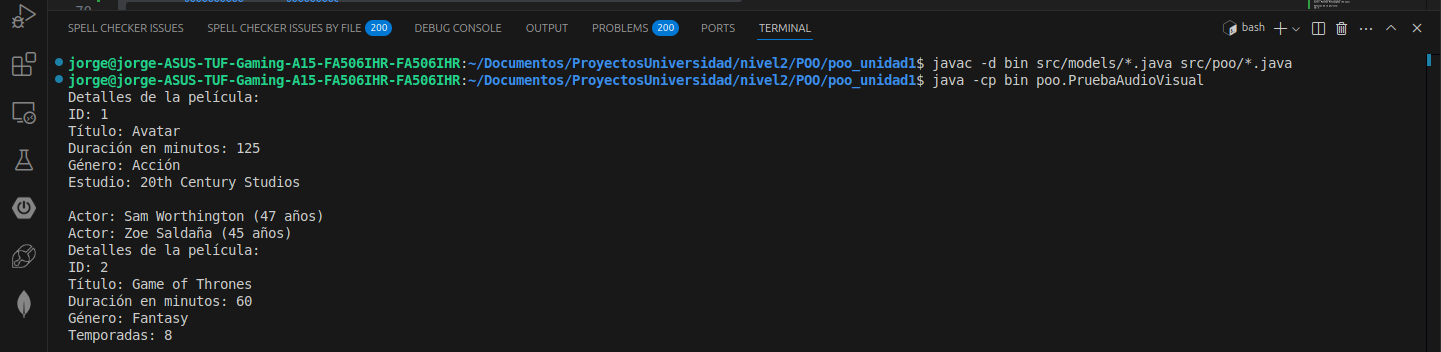 SPELL CHECKER ISSUES SPELL CHECKER ISSUES BY FILE 200 DEBUG CONSOLE OUTPUT PROBLEMS 200 PORTS TERMINAL bash
jorge@jorge-ASUS-TUF-Gaming-A15-FA506IHR-FA506IHR:~/Documentos/ProyectosUniversidad/nivel2/POO/poo_unidad1$ javac -d bin src/models/*.java src/poo/*.java
jorge@jorge-ASUS-TUF-Gaming-A15-FA506IHR-FA506IHR:~/Documentos/ProyectosUniversidad/nivel2/POO/poo_unidad1$ java -cp bin poo.PruebaAudioVisual
Detalles de la película:
ID: 1
Título: Avatar
Duración en minutos: 125
Género: Acción
Estudio: 20th Century Studios
Actor: Sam Worthington (47 años)
Actor: Zoe Saldaña (45 años)
Detalles de la película:
ID: 2
Título: Game of Thrones
Duración en minutos: 60
Género: Fantasy
Temporadas: 8